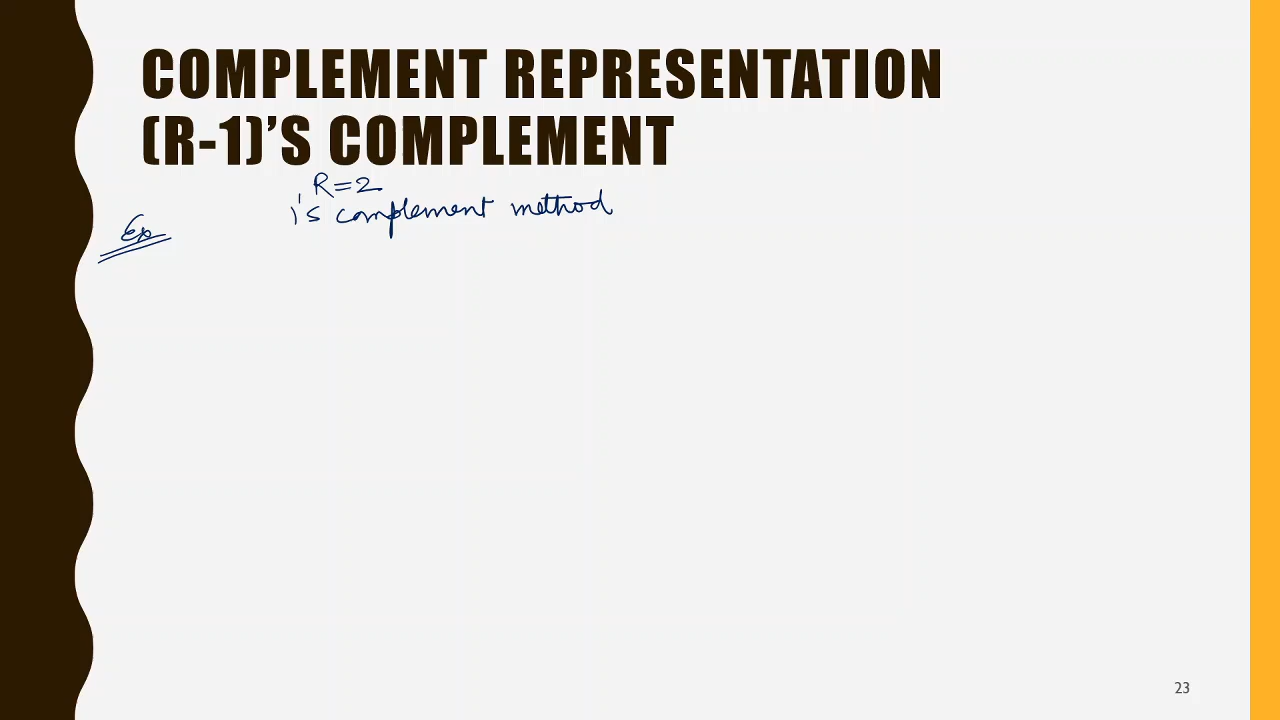 COMPLEMENT REPRESENTATION
(R-1)’S COMPLEMENT
R=2
1's complement method
Ex
23